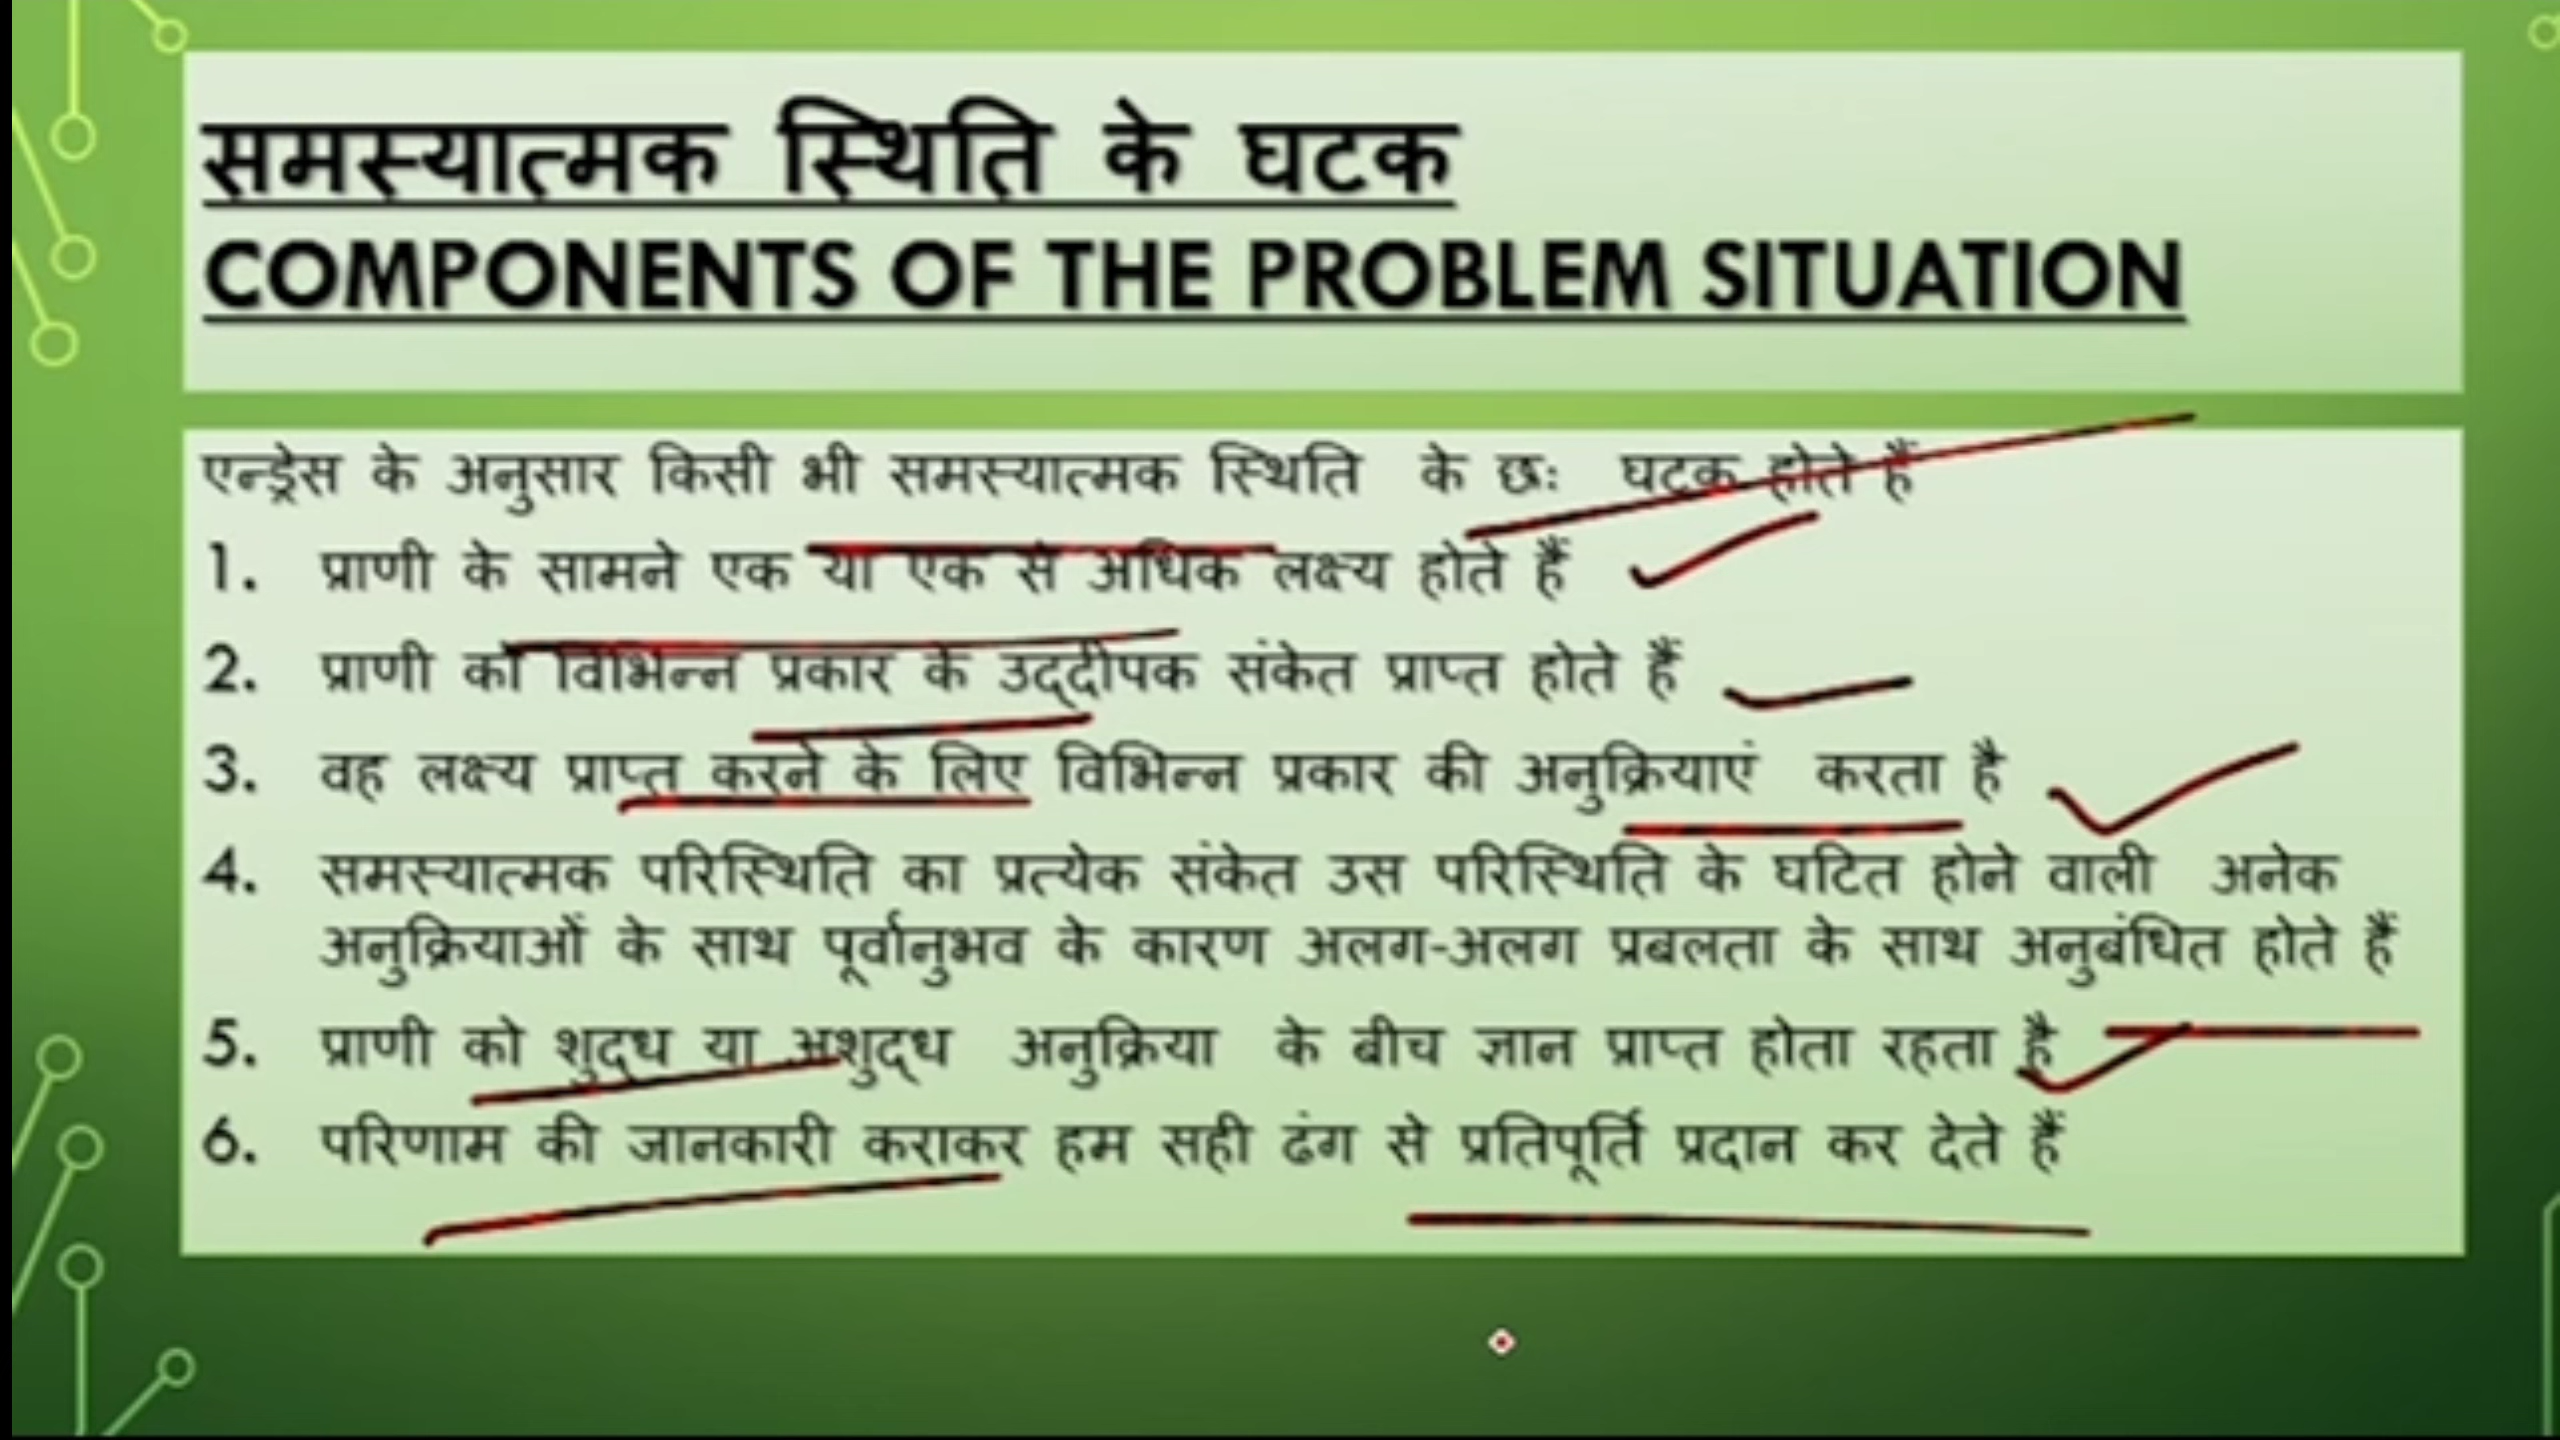 समस्यात्मक स्थिति के घटक
COMPONENTS OF THE PROBLEM SITUATION
एन्ड्रेस के अनुसार किसी भी समस्यात्मक स्थिति के छः घटक होते हैं
1. प्राणी के सामने एक या एक से अधिक लक्ष्य होते हैं
2. प्राणी को विभिन्न प्रकार के उद्दीपक संकेत प्राप्त होते हैं
3. वह लक्ष्य प्राप्त करने के लिए विभिन्न प्रकार की अनुक्रियाएं करता है
4. समस्यात्मक परिस्थिति का प्रत्येक संकेत उस परिस्थिति के घटित होने वाली अनेक
अनुक्रियाओं के साथ पूर्वानुभव के कारण अलग-अलग प्रबलता के साथ अनुबंधित होते हैं
5. प्राणी को शुद्ध या अशुद्ध अनुक्रिया के बीच ज्ञान प्राप्त होता रहता है
6. परिणाम की जानकारी कराकर हम सही ढंग से प्रतिपूर्ति प्रदान कर देते हैं